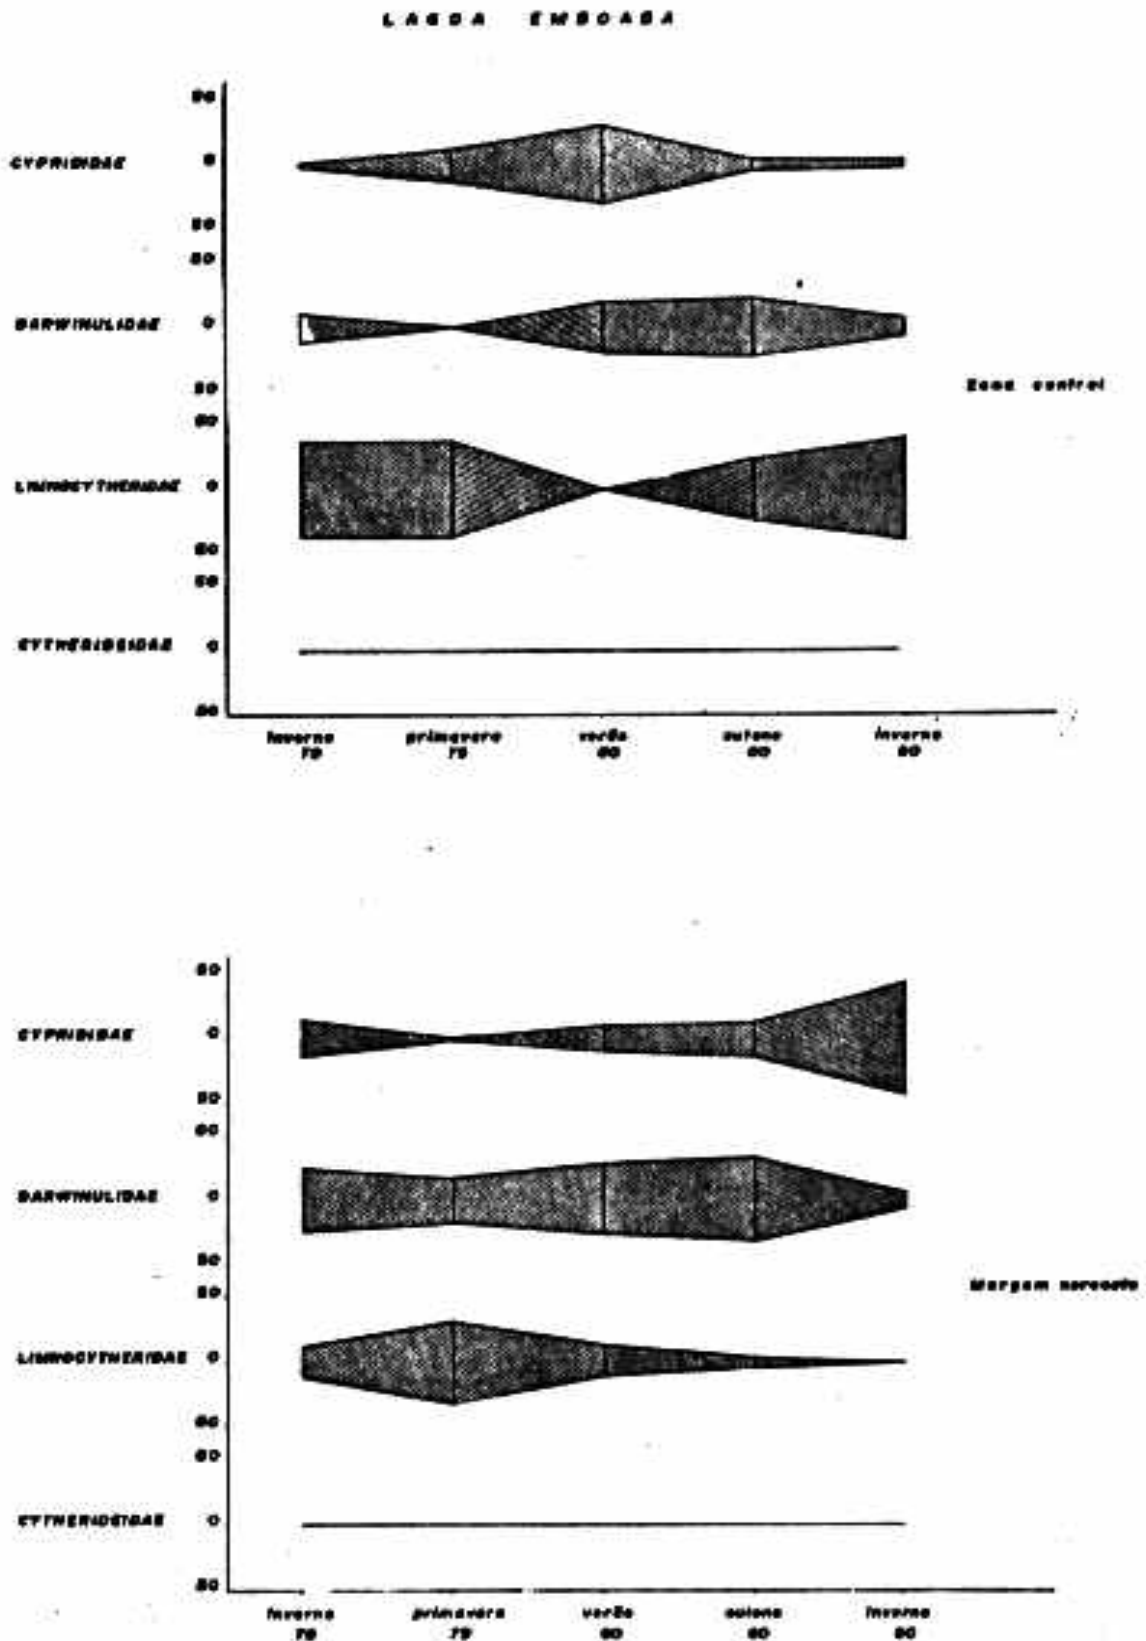 LAGOA EMBOABA
50
CYPRIDIDAE 0
50
50
DARWINULIDAE 0
50
Zona central
50
LIMNOCYTHERIDAE 0
50
50
CYTHERIDEIDAE 0
50
inverno primavera verão outono inverno
79 79 80 80 80
50
CYPRIDIDAE 0
50
50
DARWINULIDAE 0
50
Margem noroeste
50
LIMNOCYTHERIDAE 0
50
50
CYTHERIDEIDAE 0
50
inverno primavera verão outono inverno
79 79 80 80 80